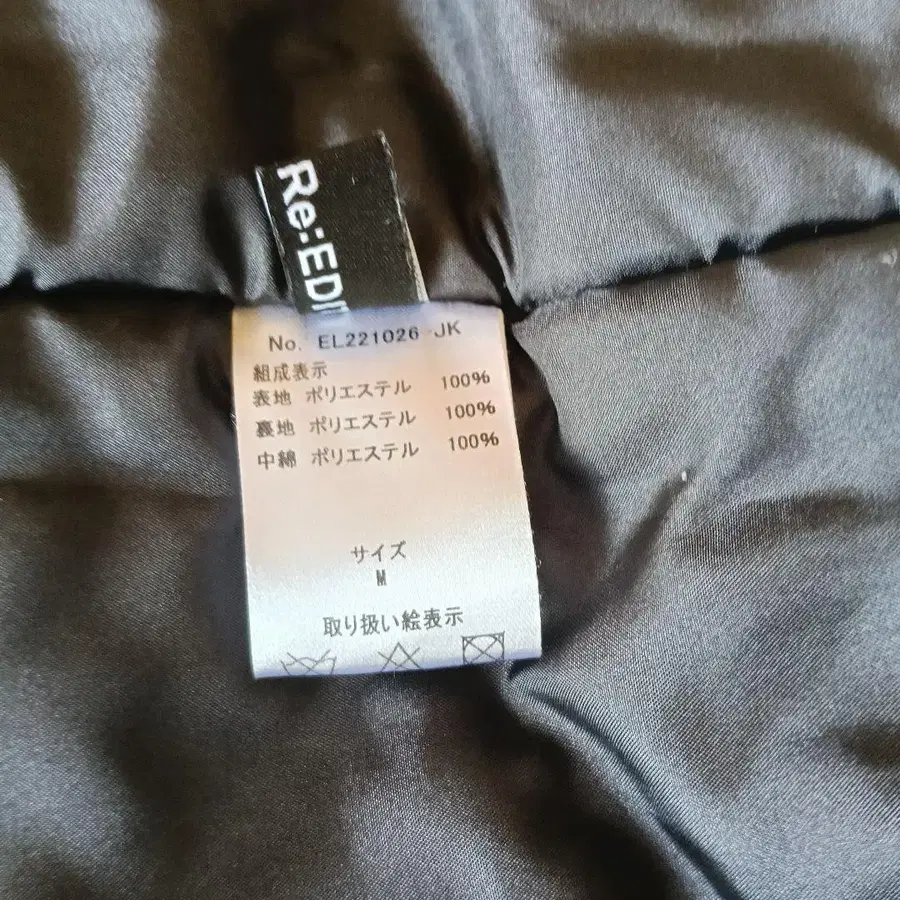 Re:EDIT
No. EL221026-JK
組成表示
表地 ポリエステル 100%
裏地 ポリエステル 100%
中綿 ポリエステル 100%
サイズ
M
取り扱い絵表示